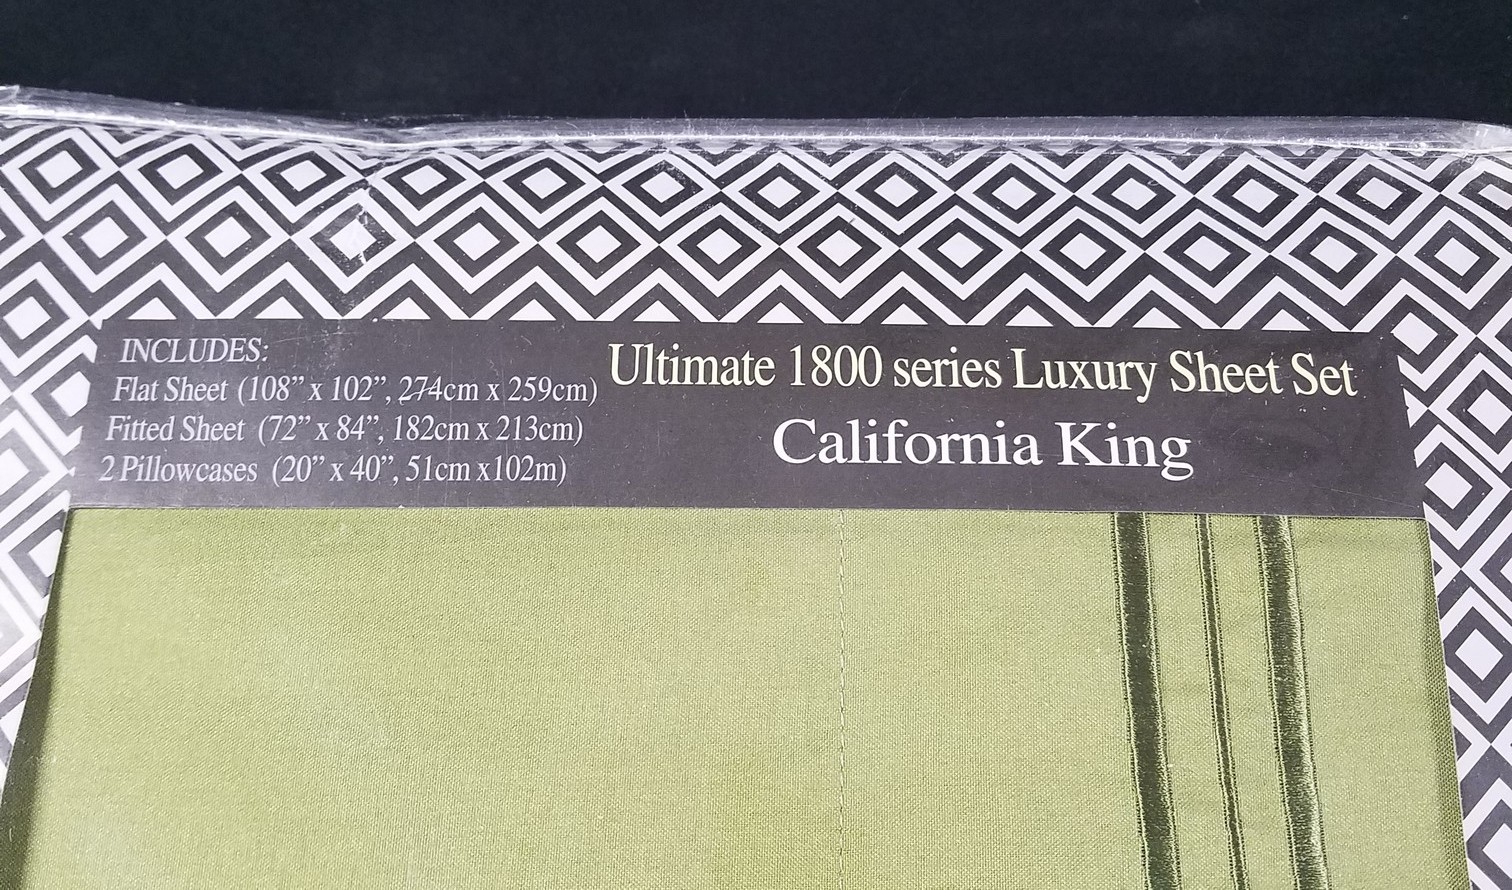 INCLUDES:
Flat Sheet (108” x 102”, 274cm x 259cm)
Fitted Sheet (72” x 84”, 182cm x 213cm)
2 Pillowcases (20” x 40”, 51cm x102m)
Ultimate 1800 series Luxury Sheet Set
California King